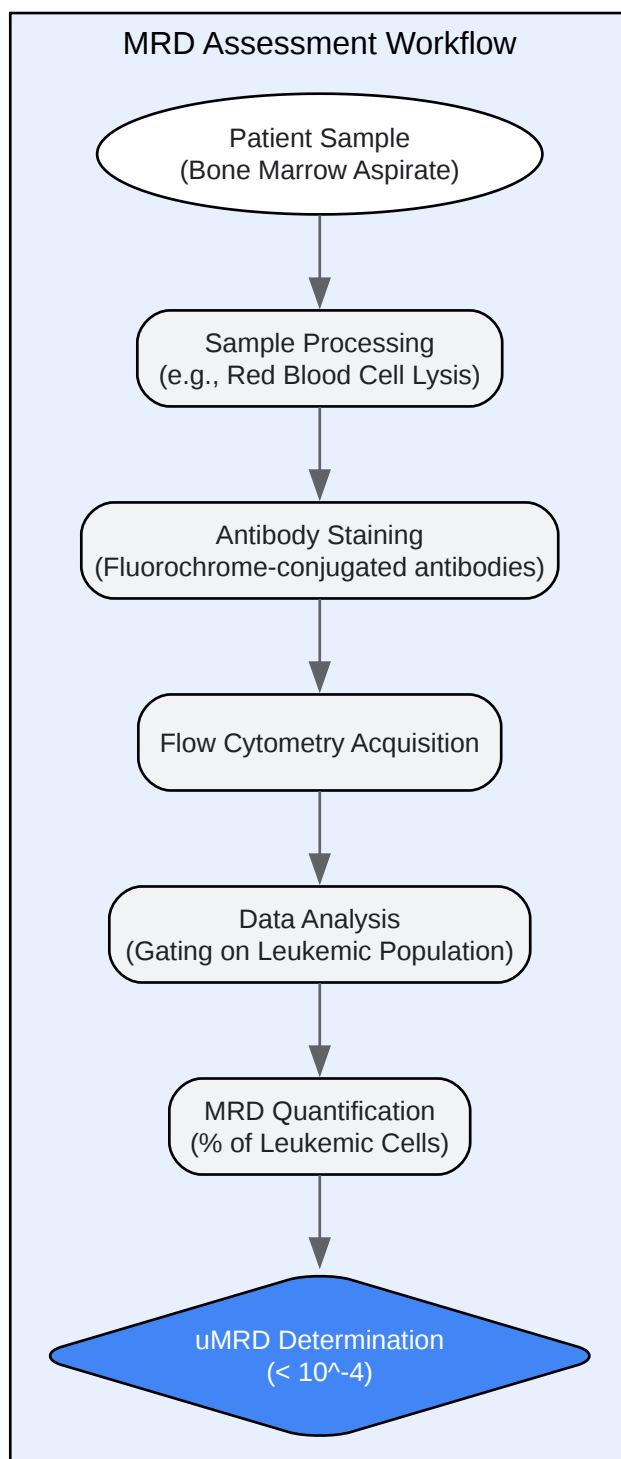 MRD Assessment Workflow
Patient Sample
(Bone Marrow Aspirate)
Sample Processing
(e.g., Red Blood Cell Lysis)
Antibody Staining
(Fluorochrome-conjugated antibodies)
Flow Cytometry Acquisition
Data Analysis
(Gating on Leukemic Population)
MRD Quantification
(% of Leukemic Cells)
uMRD Determination
(< 10^-4)